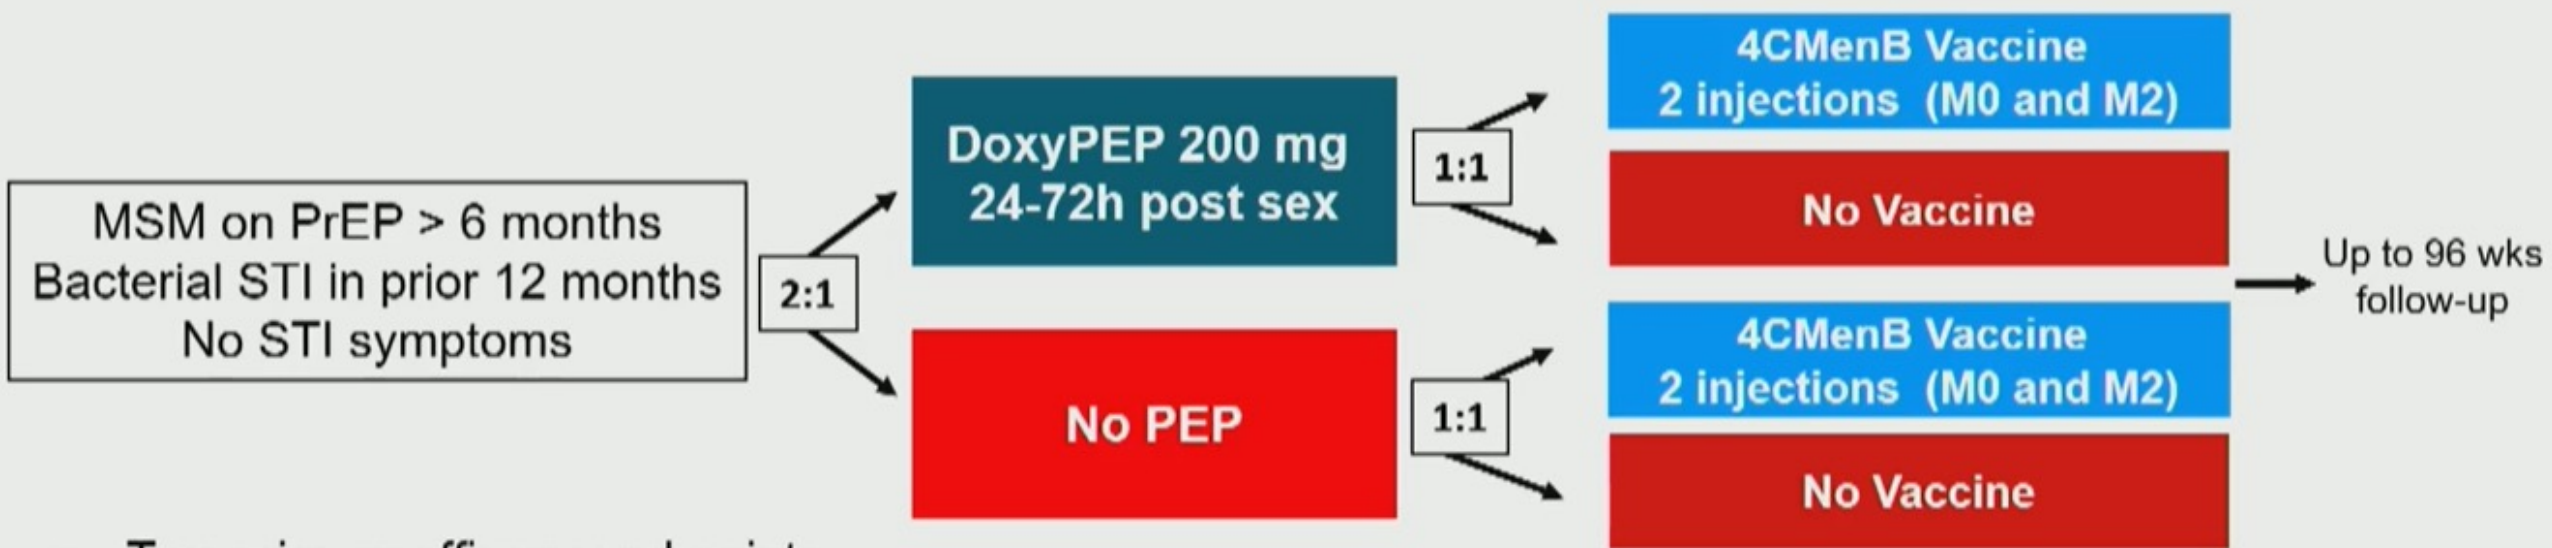 MSM on PrEP > 6 months
Bacterial STI in prior 12 months
No STI symptoms
2:1
DoxyPEP 200 mg
24-72h post sex
No PEP
1:1
1:1
4CMenB Vaccine
2 injections (M0 and M2)
No Vaccine
4CMenB Vaccine
2 injections (M0 and M2)
No Vaccine
Up to 96 wks
follow-up